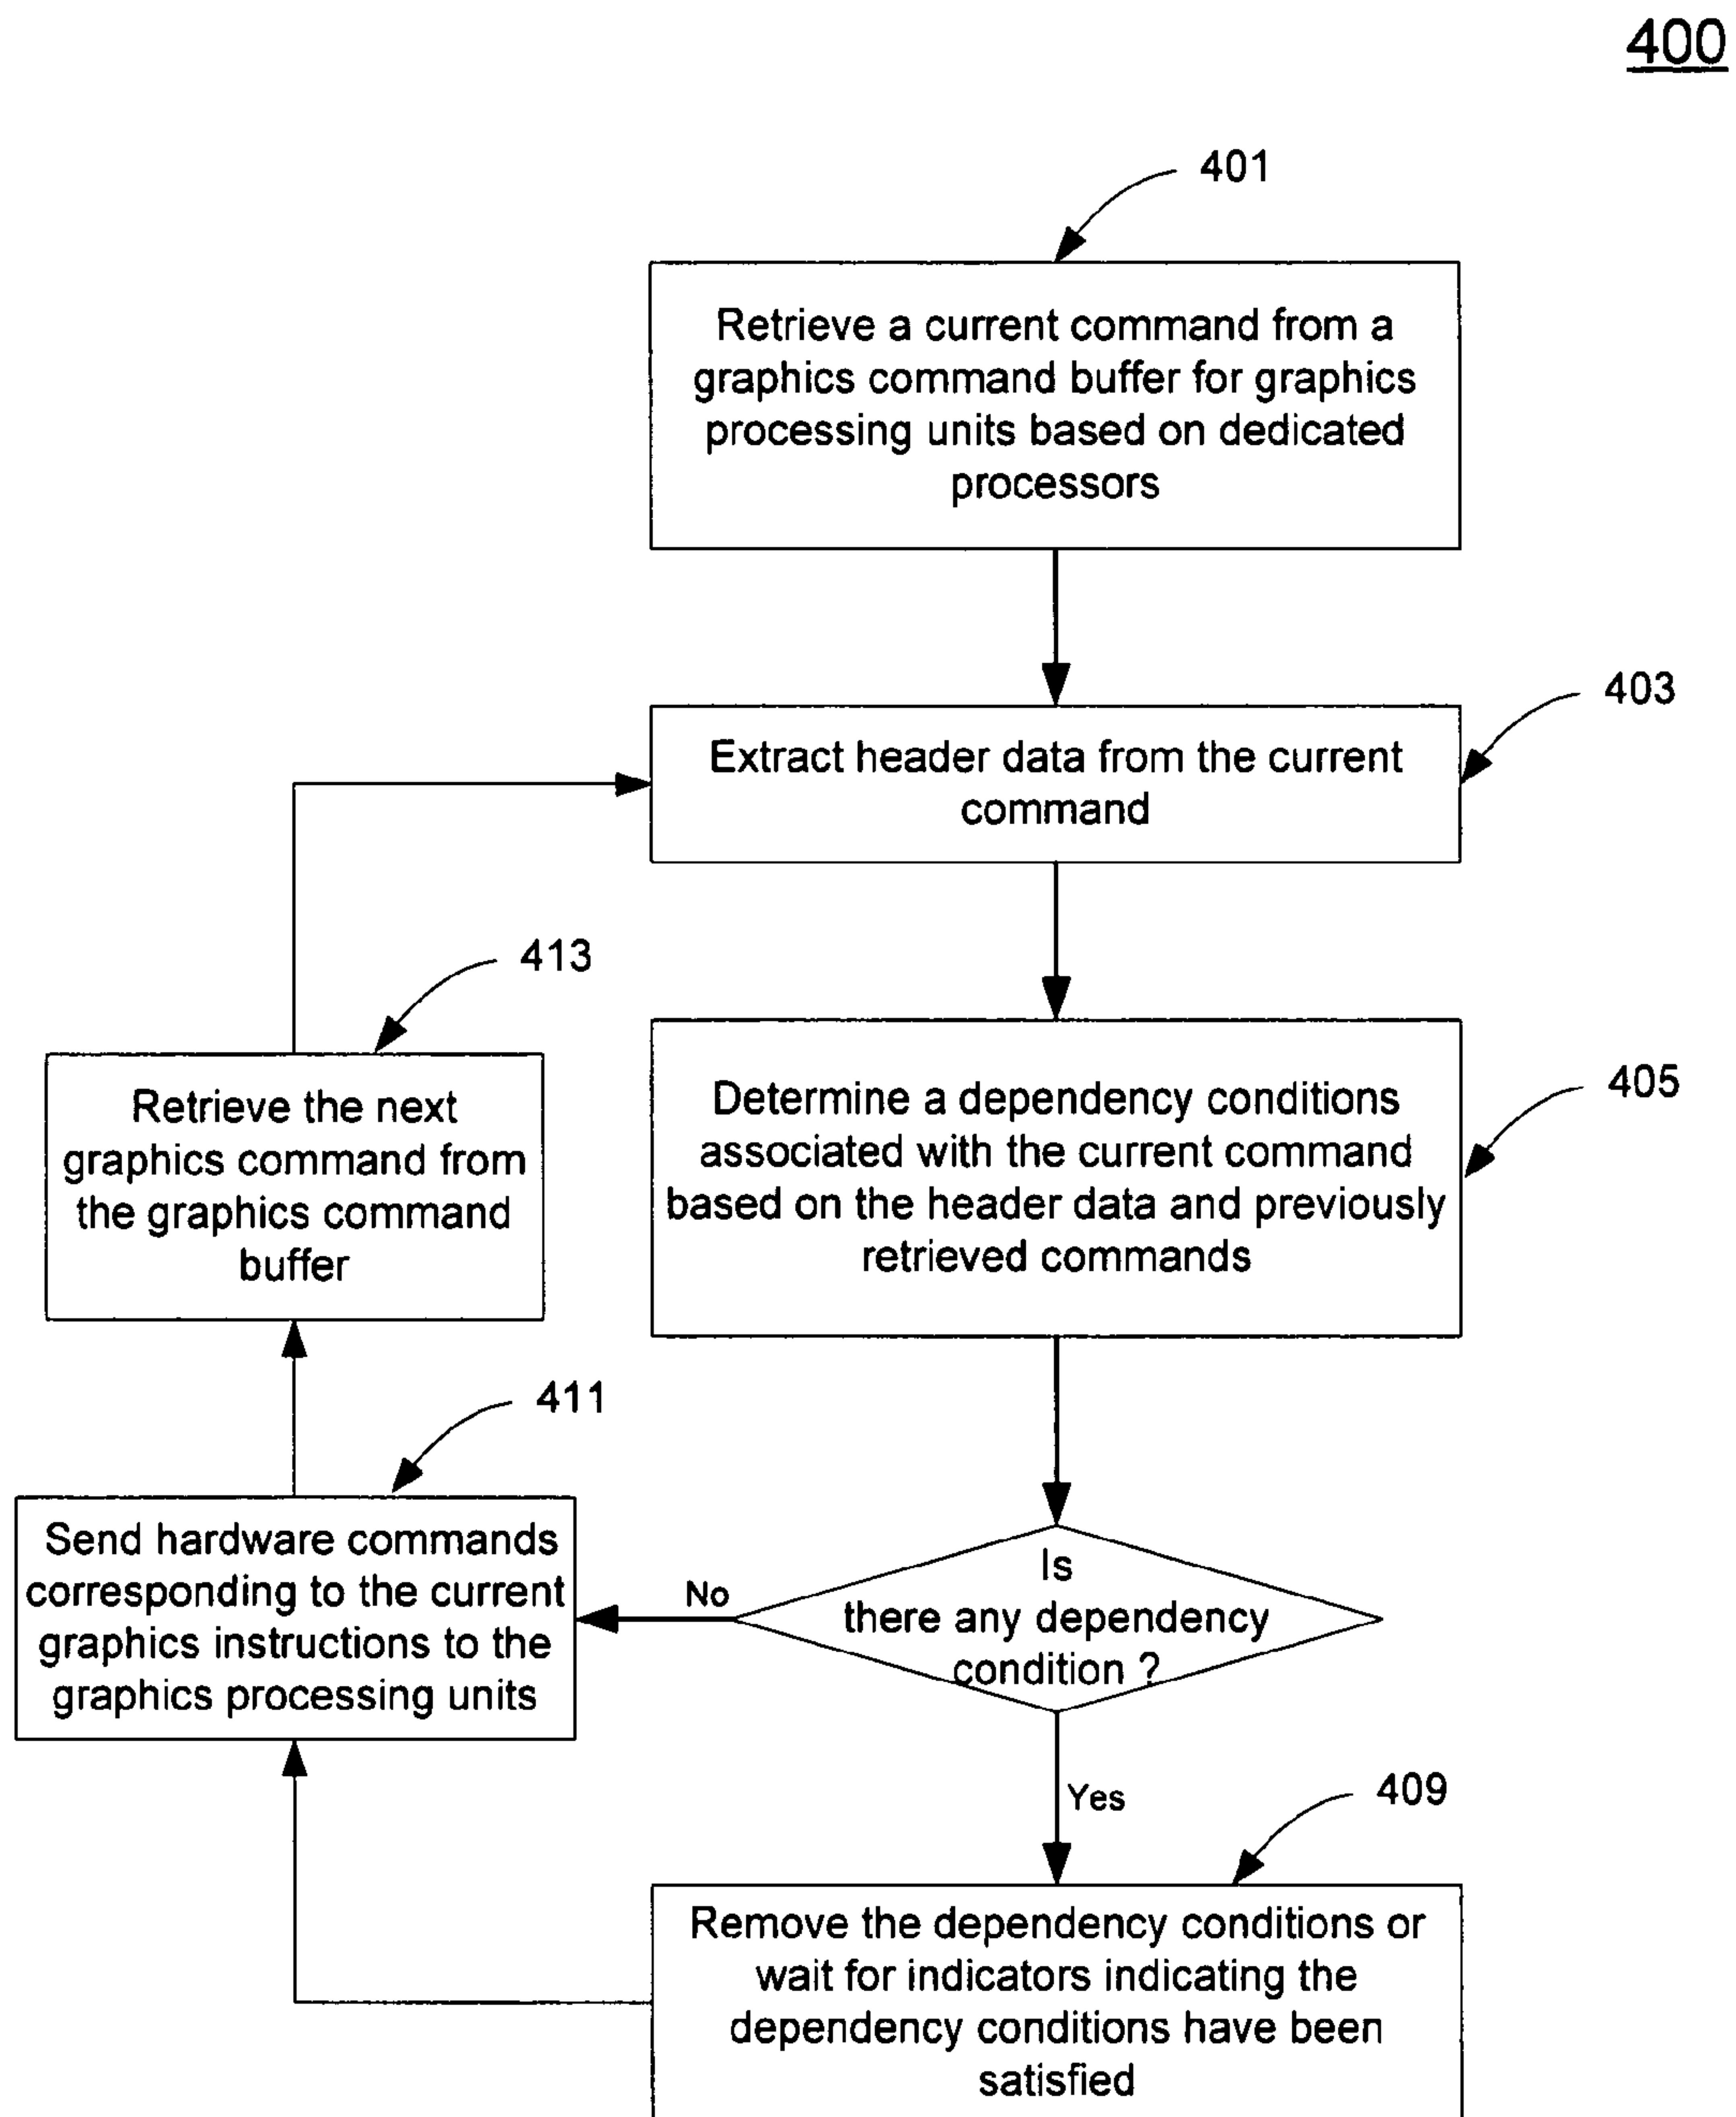 400
401
Retrieve a current command from a
graphics command buffer for graphics
processing units based on dedicated
processors
403
Extract header data from the current
command
413
Retrieve the next
graphics command from
the graphics command
buffer
405
Determine a dependency conditions
associated with the current command
based on the header data and previously
retrieved commands
411
Send hardware commands
corresponding to the current
graphics instructions to the
graphics processing units
No
Is
there any dependency
condition ?
Yes
409
Remove the dependency conditions or
wait for indicators indicating the
dependency conditions have been
satisfied